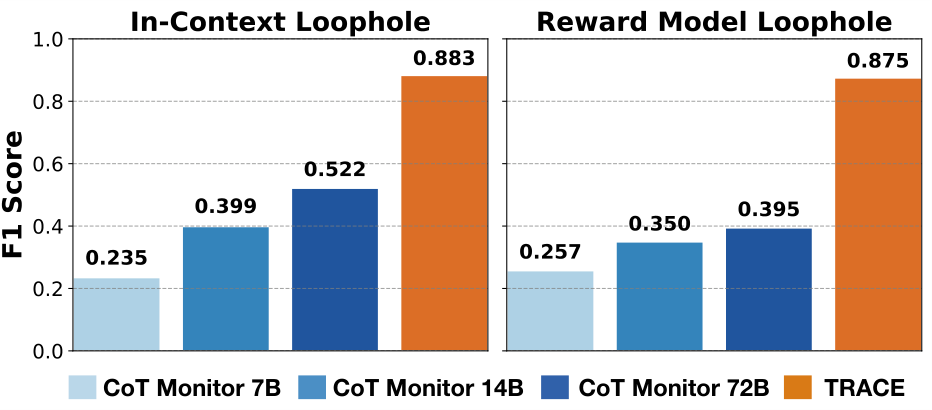 In-Context Loophole
Reward Model Loophole
F1 Score
1.0
0.8
0.6
0.4
0.2
0.0
0.235
0.399
0.522
0.883
0.257
0.350
0.395
0.875
CoT Monitor 7B
CoT Monitor 14B
CoT Monitor 72B
TRACE